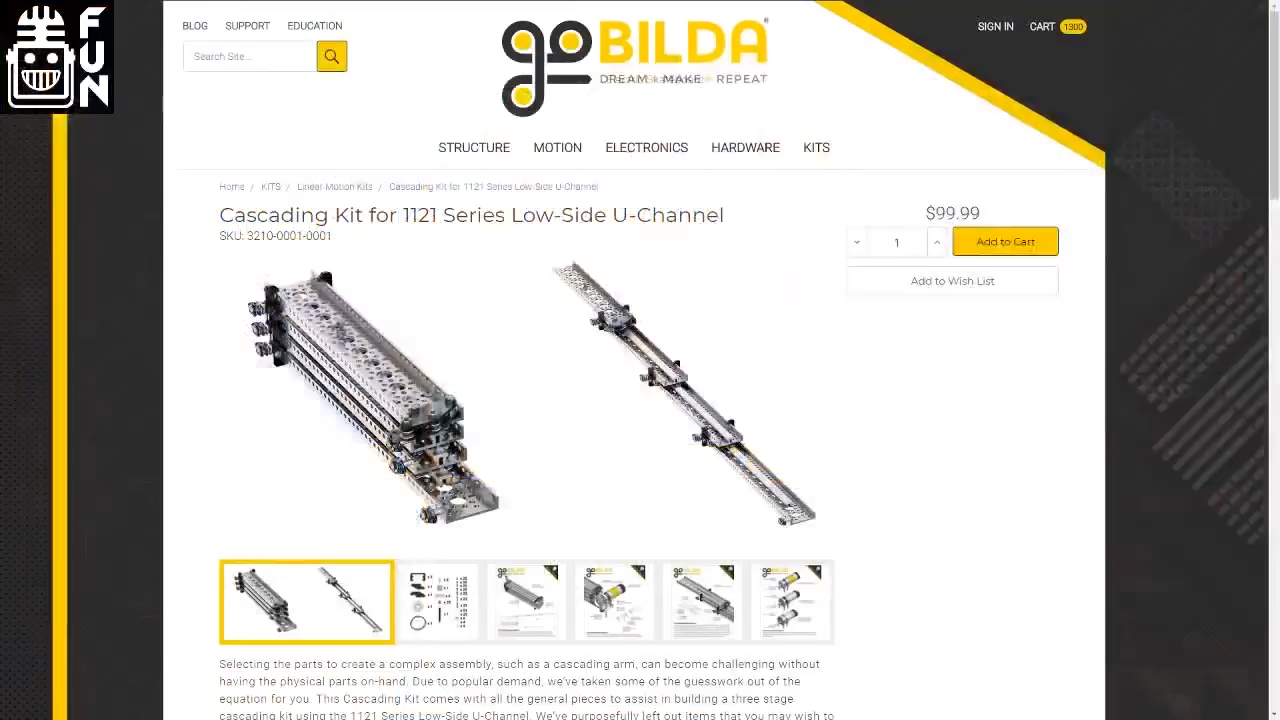 FUN
BLOG SUPPORT EDUCATION
Search Site...
goBILDA®
DREAM MAKE REPEAT
SIGN IN CART 1300
STRUCTURE MOTION ELECTRONICS HARDWARE KITS
Home / KITS / Linear Motion Kits / Cascading Kit for 1121 Series Low-Side U-Channel
Cascading Kit for 1121 Series Low-Side U-Channel
SKU: 3210-0001-0001
$99.99
1
Add to Cart
Add to Wish List
Selecting the parts to create a complex assembly, such as a cascading arm, can become challenging without
having the physical parts on-hand. Due to popular demand, we've taken some of the guesswork out of the
equation for you. This Cascading Kit comes with all the general pieces to assist in building a three stage
cascading kit using the 1121 Series Low-Side U-Channel. We've purposefully left out items that you may wish to